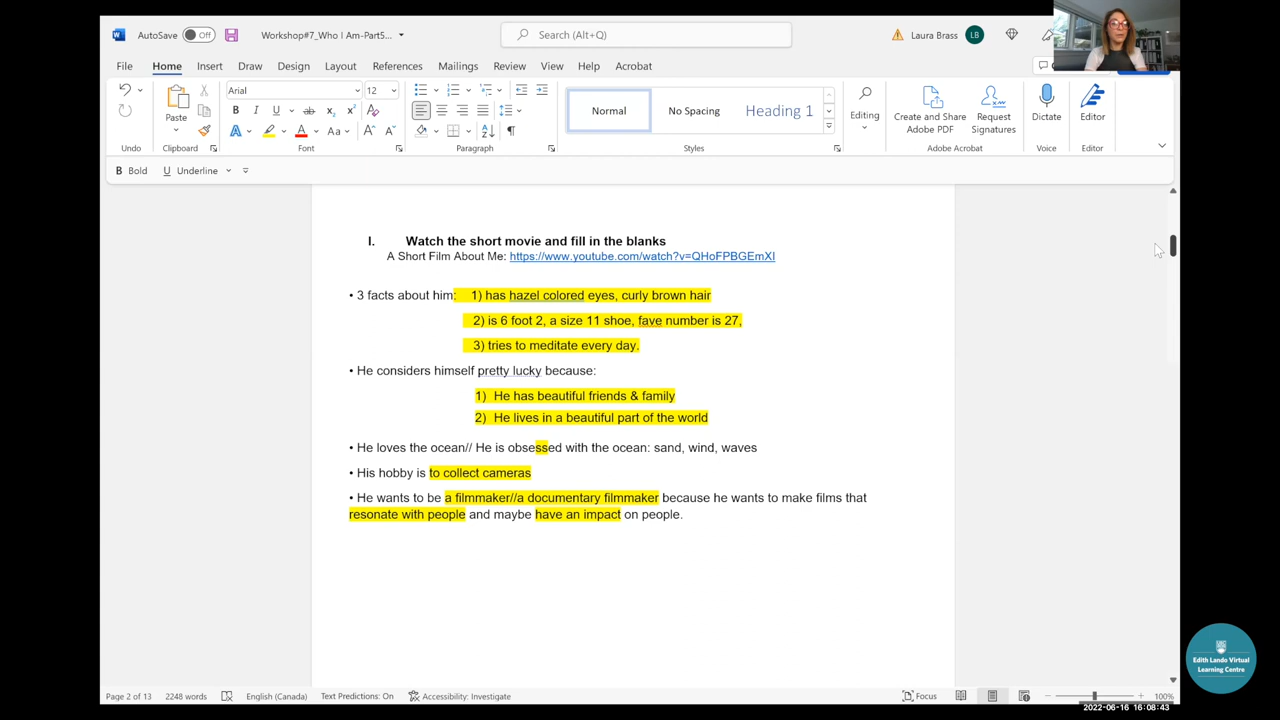 AutoSave Off Workshop#7_Who I Am-Part5... Search (Alt+Q) Laura Brass LB
File Home Insert Draw Design Layout References Mailings Review View Help Acrobat
Arial 12
Paste
Normal No Spacing Heading 1
Editing
Create and Share Adobe PDF
Request Signatures
Dictate
Editor
Undo Clipboard Font Paragraph Styles Adobe Acrobat Voice Editor
B Bold U Underline
I. Watch the short movie and fill in the blanks
A Short Film About Me: https://www.youtube.com/watch?v=QHoFPBGEmXI
• 3 facts about him: 1) has hazel colored eyes, curly brown hair
2) is 6 foot 2, a size 11 shoe, fave number is 27,
3) tries to meditate every day.
• He considers himself pretty lucky because:
1) He has beautiful friends & family
2) He lives in a beautiful part of the world
• He loves the ocean// He is obsessed with the ocean: sand, wind, waves
• His hobby is to collect cameras
• He wants to be a filmmaker//a documentary filmmaker because he wants to make films that
resonate with people and maybe have an impact on people.
UBC
Edith Lando Virtual
Learning Centre
Page 2 of 13 2248 words English (Canada) Text Predictions: On Accessibility: Investigate Focus 100%
2022-06-16 16:08:43